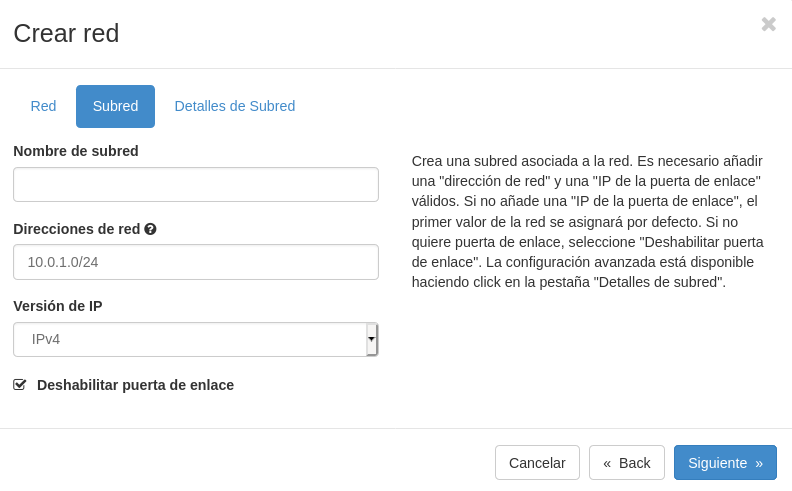 Crear red
✖
Red
Subred
Detalles de Subred
Nombre de subred
Direcciones de red
10.0.1.0/24
Versión de IP
IPv4
Deshabilitar puerta de enlace
Crea una subred asociada a la red. Es necesario añadir
una "dirección de red" y una "IP de la puerta de enlace"
válidos. Si no añade una "IP de la puerta de enlace", el
primer valor de la red se asignará por defecto. Si no
quiere puerta de enlace, seleccione "Deshabilitar puerta
de enlace". La configuración avanzada está disponible
haciendo click en la pestaña "Detalles de subred".
Cancelar
« Back
Siguiente »